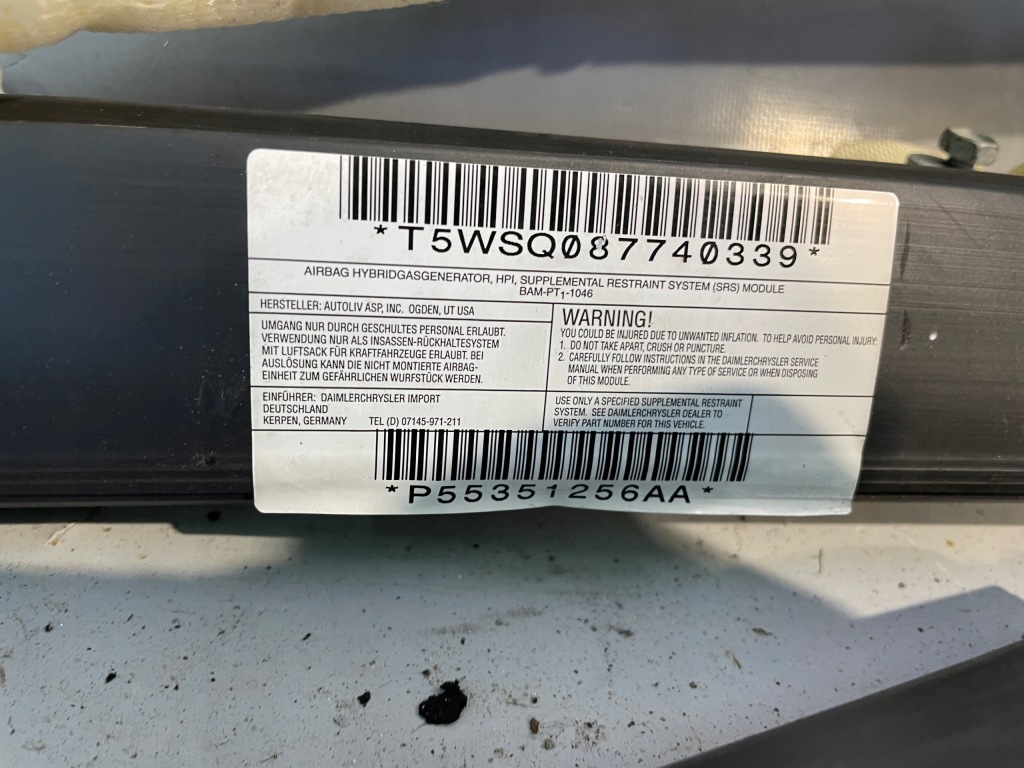 *T5WSQ087740339*
AIRBAG HYBRIDGASGENERATOR, HPI, SUPPLEMENTAL RESTRAINT SYSTEM (SRS) MODULE
BAM-PT1-1046
HERSTELLER: AUTOLIV ASP, INC. OGDEN, UT USA
UMGANG NUR DURCH GESCHULTES PERSONAL ERLAUBT.
VERWENDUNG NUR ALS INSASSEN-RÜCKHALTESYSTEM
MIT LUFTSACK FÜR KRAFTFAHRZEUGE ERLAUBT. BEI
AUSLÖSUNG KANN DIE NICHT MONTIERTE AIRBAG-
EINHEIT ZUM GEFÄHRLICHEN WURFSTÜCK WERDEN.
EINFÜHRER: DAIMLERCHRYSLER IMPORT
DEUTSCHLAND
KERPEN, GERMANY TEL (D) 07145-971-211
WARNING!
YOU COULD BE INJURED DUE TO UNWANTED INFLATION. TO HELP AVOID PERSONAL INJURY:
1. DO NOT TAKE APART, CRUSH OR PUNCTURE.
2. CAREFULLY FOLLOW INSTRUCTIONS IN THE DAIMLERCHRYSLER SERVICE
MANUAL WHEN PERFORMING ANY TYPE OF SERVICE OR WHEN DISPOSING
OF THIS MODULE.
USE ONLY A SPECIFIED SUPPLEMENTAL RESTRAINT
SYSTEM. SEE DAIMLERCHRYSLER DEALER TO
VERIFY PART NUMBER FOR THIS VEHICLE.
*P55351256AA*